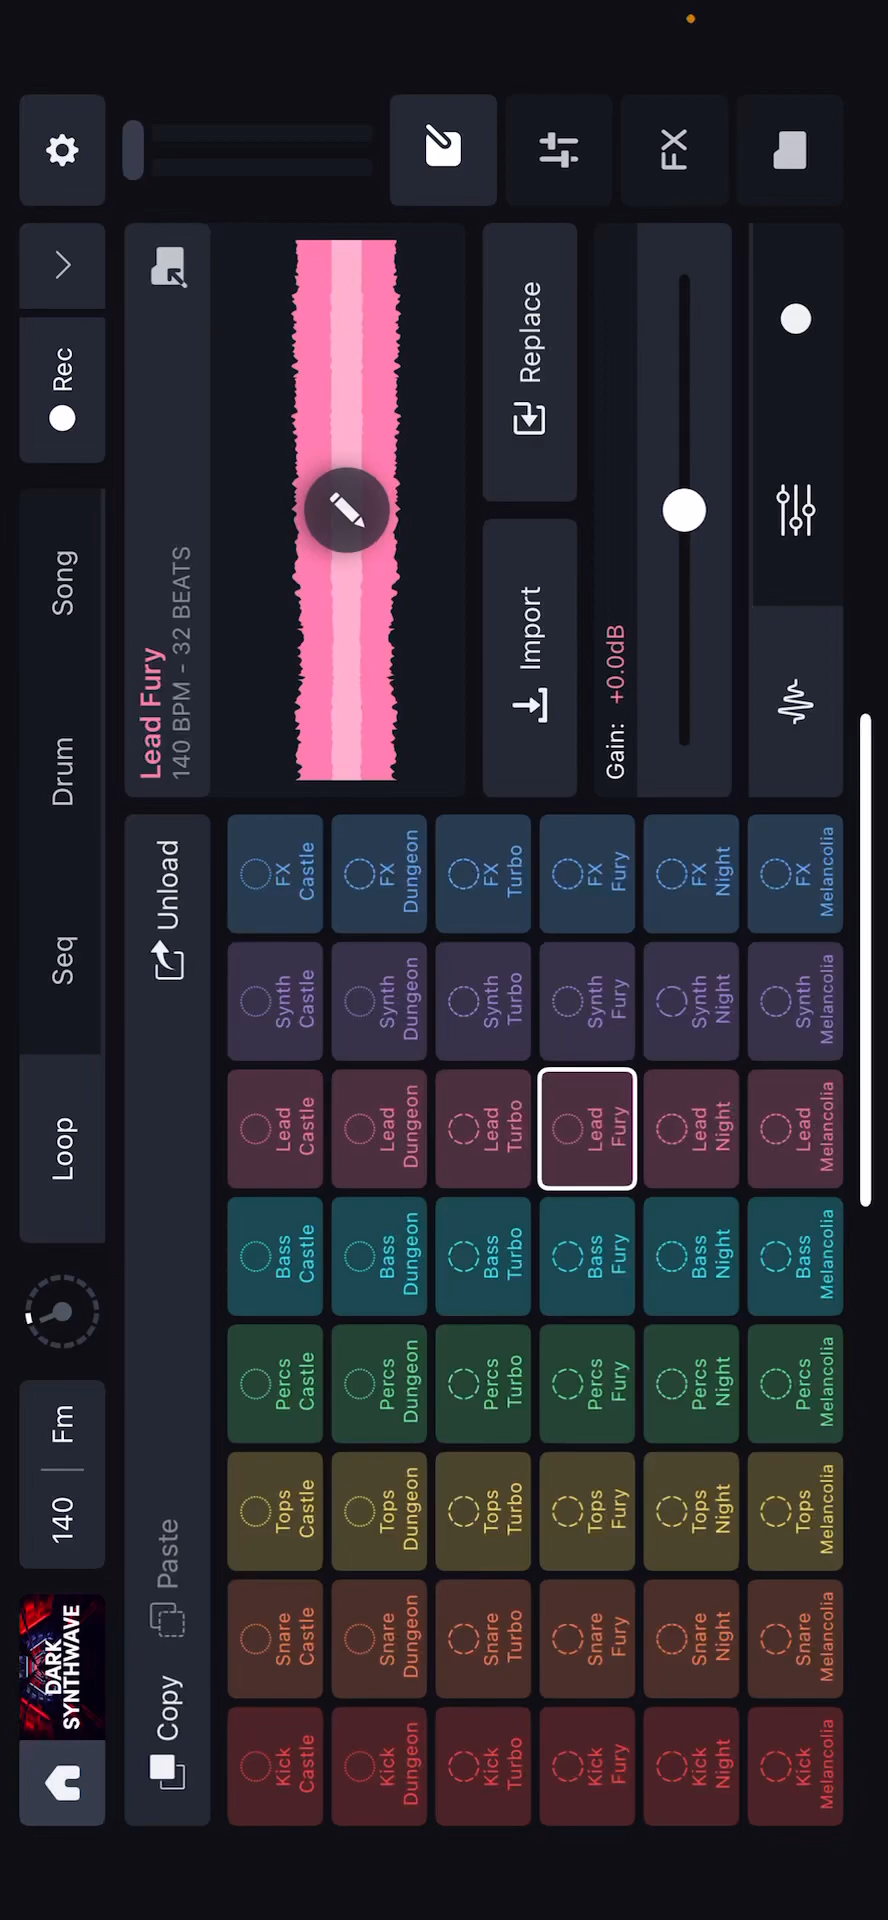 DARK
SYNTHWAVE
140
Fm
Loop
Seq
Drum
Song
Rec
Copy
Paste
Unload
Lead Fury
140 BPM - 32 BEATS
Import
Replace
Gain:
+0.0dB
FX
Kick
Castle
Snare
Castle
Tops
Castle
Percs
Castle
Bass
Castle
Lead
Castle
Synth
Castle
FX
Castle
Kick
Dungeon
Snare
Dungeon
Tops
Dungeon
Percs
Dungeon
Bass
Dungeon
Lead
Dungeon
Synth
Dungeon
FX
Dungeon
Kick
Turbo
Snare
Turbo
Tops
Turbo
Percs
Turbo
Bass
Turbo
Lead
Turbo
Synth
Turbo
FX
Turbo
Kick
Fury
Snare
Fury
Tops
Fury
Percs
Fury
Bass
Fury
Lead
Fury
Synth
Fury
FX
Fury
Kick
Night
Snare
Night
Tops
Night
Percs
Night
Bass
Night
Lead
Night
Synth
Night
FX
Night
Kick
Melancolia
Snare
Melancolia
Tops
Melancolia
Percs
Melancolia
Bass
Melancolia
Lead
Melancolia
Synth
Melancolia
FX
Melancolia